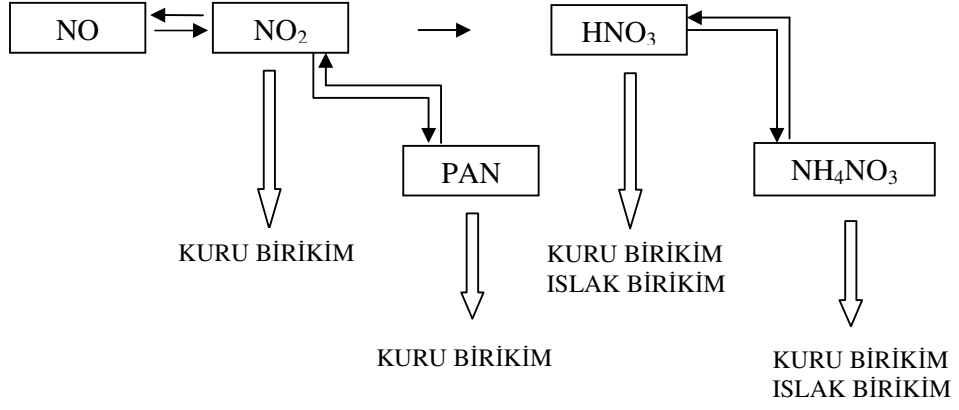 NO
NO₂
HNO₃
PAN
NH₄NO₃
KURU BİRİKİM
KURU BİRİKİM
ISLAK BİRİKİM
KURU BİRİKİM
KURU BİRİKİM
ISLAK BİRİKİM